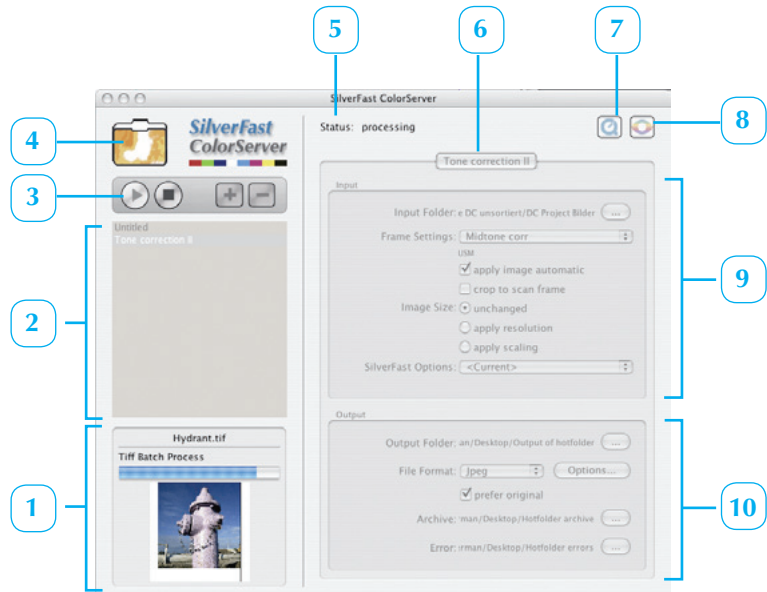 5
6
7
8
4
3
2
1
9
10
SilverFast ColorServer
SilverFast
ColorServer
Status: processing
Untitled
Tone correction II
Hydrant.tif
Tiff Batch Process
Tone correction II
Input
Input Folder: e DC unsortiert/DC Project Bilder ...
Frame Settings: Midtone corr
USM
apply image automatic
crop to scan frame
Image Size: unchanged
apply resolution
apply scaling
SilverFast Options: <Current>
Output
Output Folder: an/Desktop/Output of hotfolder ...
File Format: Jpeg Options...
prefer original
Archive: man/Desktop/Hotfolder archive ...
Error: rman/Desktop/Hotfolder errors ...